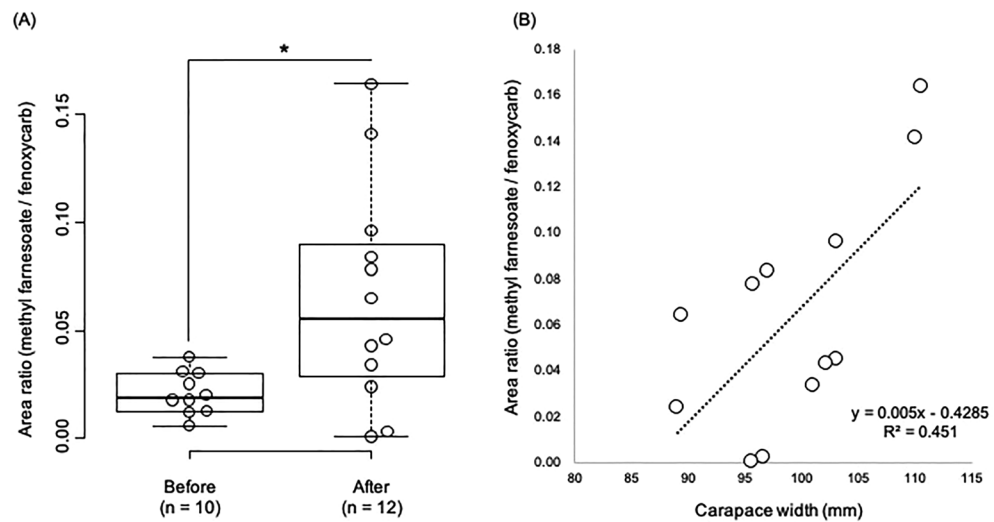 (A)
*
Area ratio (methyl farnesoate / fenoxycarb)
0.15
0.10
0.05
0.00
Before
(n = 10)
After
(n = 12)
(B)
Area ratio (methyl farnesoate / fenoxycarb)
0.18
0.16
0.14
0.12
0.10
0.08
0.06
0.04
0.02
0.00
y = 0.005x - 0.4285
R² = 0.451
80 85 90 95 100 105 110 115
Carapace width (mm)